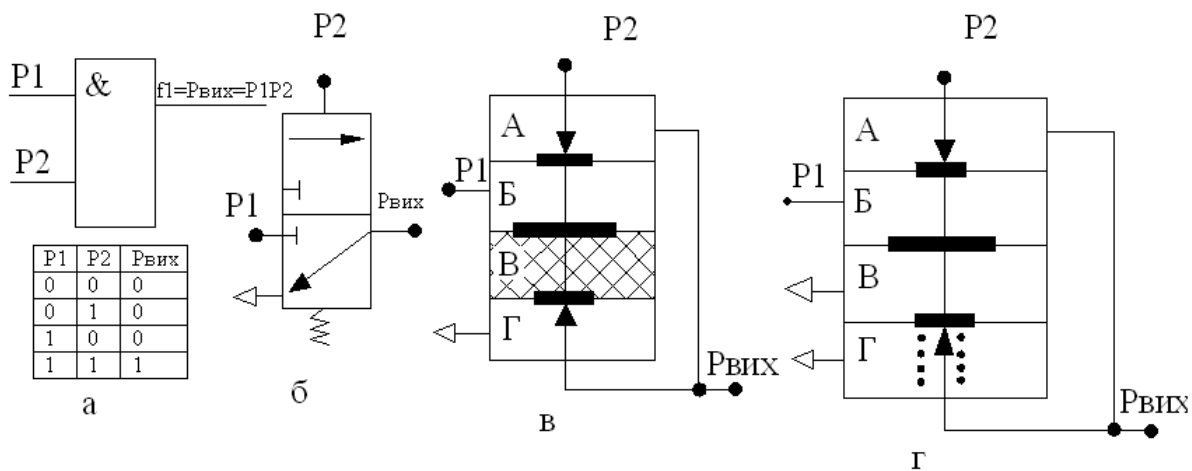 P1
&
f1=Pвих=P1P2
P2
P1 P2 Pвих
0 0 0
0 1 0
1 0 0
1 1 1
а
P2
P1
Pвих
б
P2
А
P1
Б
В
Г
Pвих
в
P2
А
P1
Б
В
Г
Pвих
г